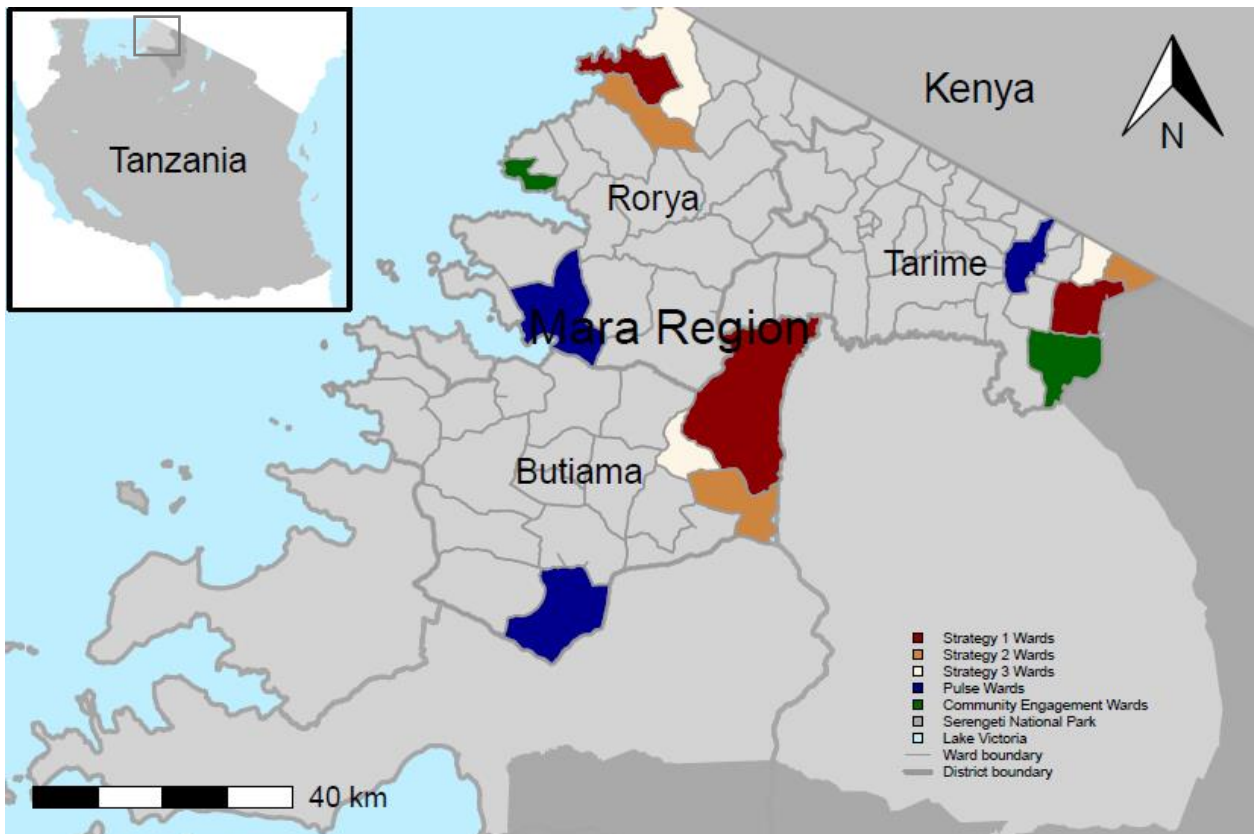 Tanzania
Kenya
N
Rorya
Tarime
Mara Region
Butiama
Strategy 1 Wards
Strategy 2 Wards
Strategy 3 Wards
Pulse Wards
Community Engagement Wards
Serengeti National Park
Lake Victoria
Ward boundary
District boundary
40 km